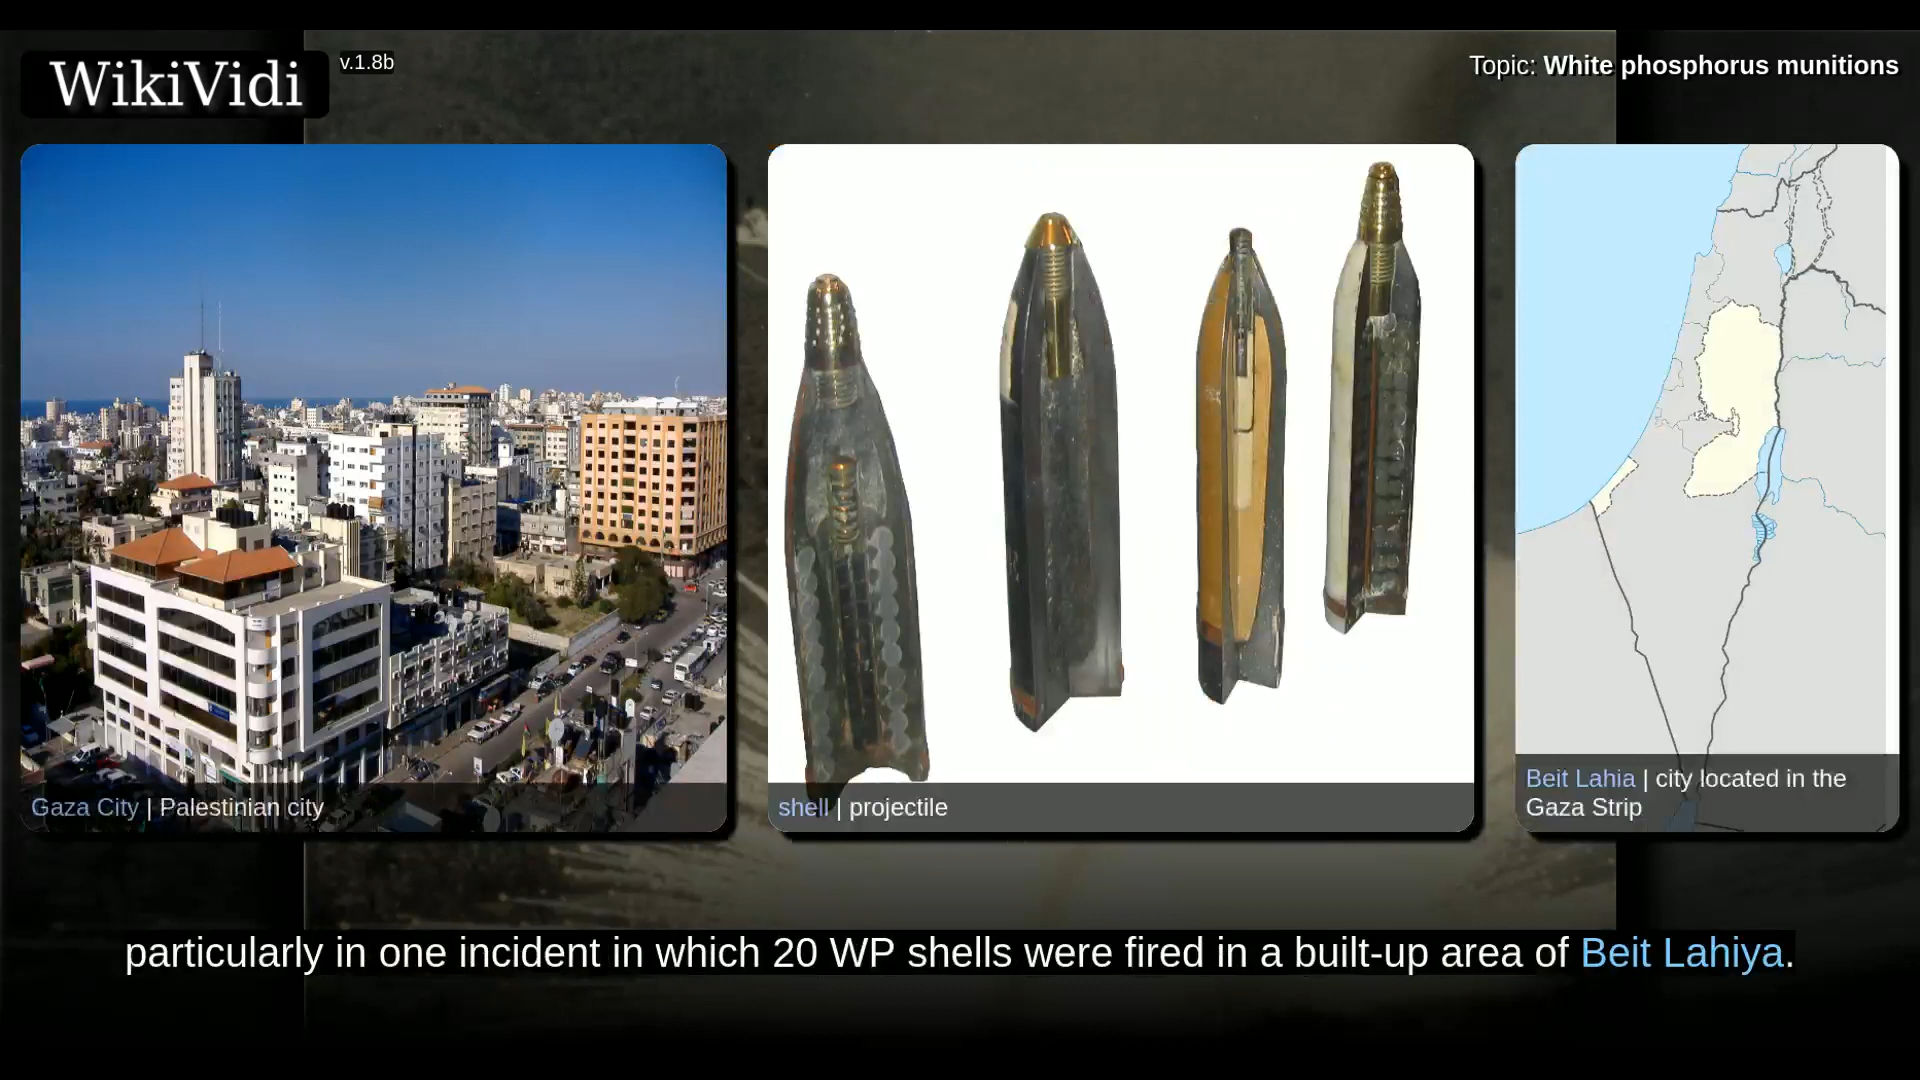 WikiVidi
v.1.8b
Topic: White phosphorus munitions
Gaza City | Palestinian city
shell | projectile
Beit Lahia | city located in the
Gaza Strip
particularly in one incident in which 20 WP shells were fired in a built-up area of Beit Lahiya.